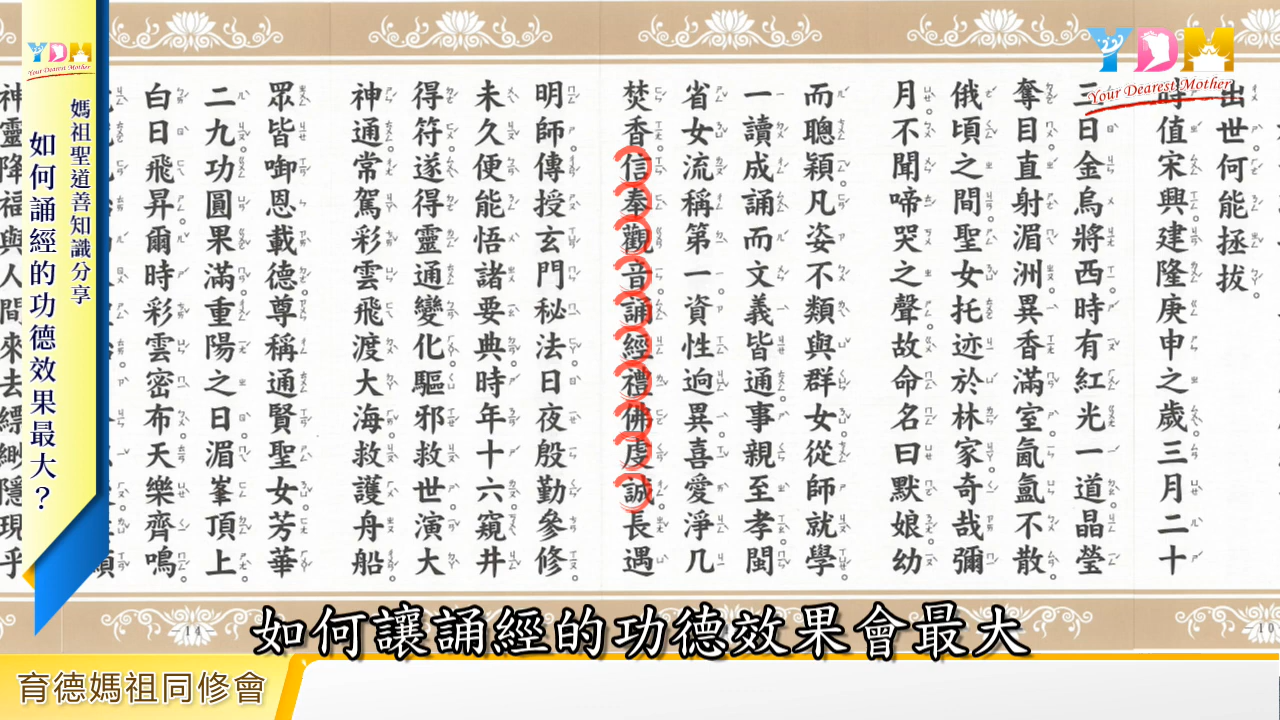 YDM
Your Dearest Mother
媽祖聖道善知識分享
如何誦經的功德效果最大？
YDM
Your Dearest Mother
出世何能拯拔。
時值宋興。建隆庚申之歲。三月二十
三日。金烏將西。時有紅光一道。晶瑩
奪目。直射湄洲。異香滿室。氤氳不散。
俄頃之間。聖女托迹於林家。奇哉彌
月不聞啼哭之聲。故命名曰默娘。幼
而聰穎。凡姿不類。與群女從師就學。
一讀成誦。而文義皆通。事親至孝。閩
省女流稱第一。資性逈異。喜愛淨几
焚香。信奉觀音。誦經禮佛虔誠。長遇
明師。傳授玄門秘法。日夜殷勤參修。
未久便能悟諸要典。時年十六。窺井
得符。遂得靈通變化。驅邪救世。演大
神通。常駕彩雲飛渡大海。救護舟船。
眾皆啣恩載德。尊稱通賢聖女。芳華
二九。功圓果滿。重陽之日。湄峯頂上。
白日飛昇。爾時彩雲密布。天樂齊鳴。
神靈降福。與人間來去縹緲。隱現乎
14
10
如何讓誦經的功德效果會最大
育德媽祖同修會